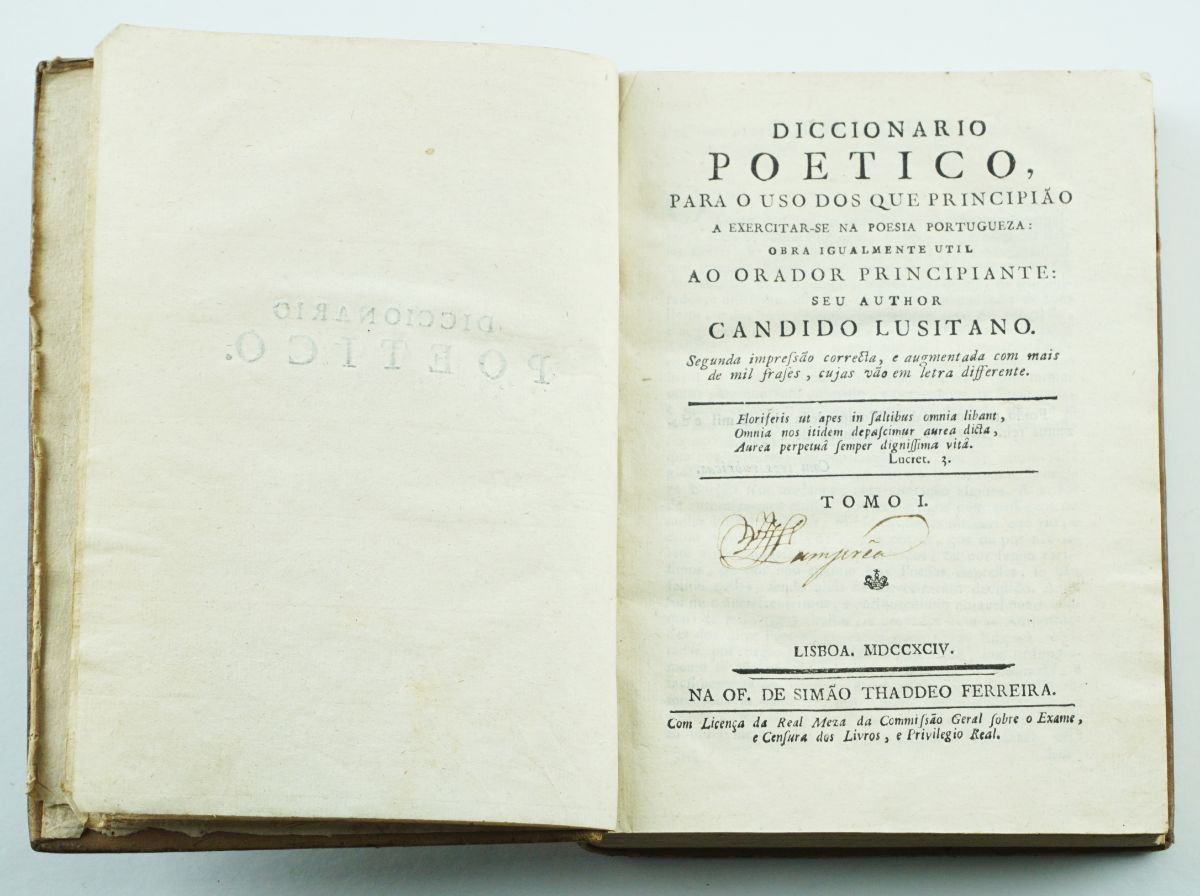 DICCIONARIO
POETICO.
DICCIONARIO
POETICO,
PARA O USO DOS QUE PRINCIPIÃO
A EXERCITAR-SE NA POESIA PORTUGUEZA:
OBRA IGUALMENTE UTIL
AO ORADOR PRINCIPIANTE:
SEU AUTHOR
CANDIDO LUSITANO.
Segunda impreſsão correcta, e augmentada com mais
de mil fraſes, cujas vão em letra differente.
Floriferis ut apes in ſaltibus omnia libant,
Omnia nos itidem depaſcimur aurea dicta,
Aurea perpetuâ ſemper digniſſima vitâ.
Lucret. 3.
TOMO I.
LISBOA. MDCCXCIV.
NA OF. DE SIMÃO THADDEO FERREIRA.
Com Licença da Real Meza da Commiſsão Geral ſobre o Exame,
e Cenſura dos Livros, e Privilegio Real.